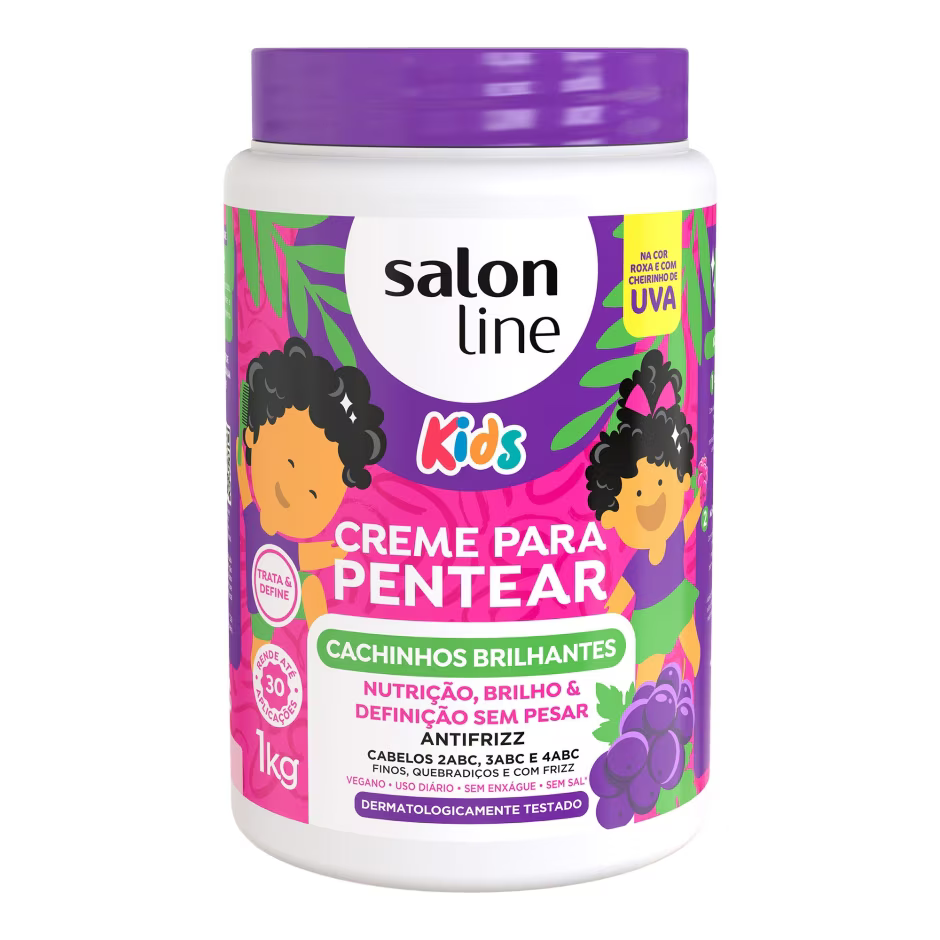 salon
line
NA COR
ROXA E COM
CHEIRINHO DE
UVA
Kids
CREME PARA
PENTEAR
TRATA &
DEFINE
CACHINHOS BRILHANTES
RENDE ATÉ
30
APLICAÇÕES
NUTRIÇÃO, BRILHO &
DEFINIÇÃO SEM PESAR
ANTIFRIZZ
1kg
CABELOS 2ABC, 3ABC E 4ABC
FINOS, QUEBRADIÇOS E COM FRIZZ
VEGANO • USO DIÁRIO • SEM ENXÁGUE • SEM SAL*
DERMATOLOGICAMENTE TESTADO
2